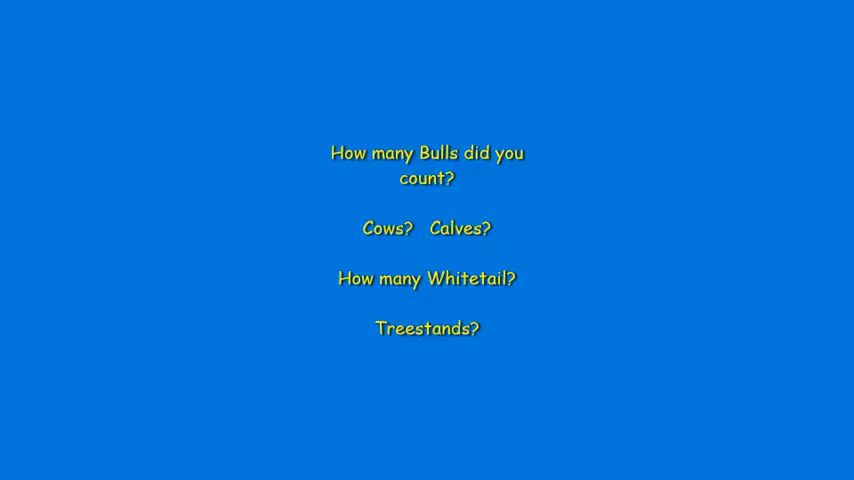 How many Bulls did you
count?
Cows? Calves?
How many Whitetail?
Treestands?